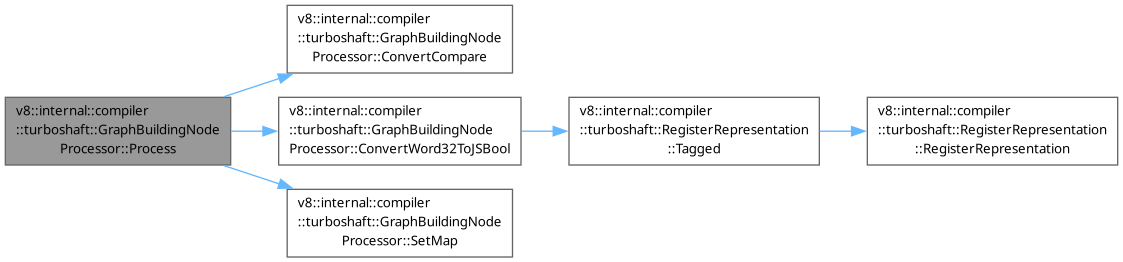 v8::internal::compiler
::turboshaft::GraphBuildingNode
Processor::ConvertCompare
v8::internal::compiler
::turboshaft::GraphBuildingNode
Processor::Process
v8::internal::compiler
::turboshaft::GraphBuildingNode
Processor::ConvertWord32ToJSBool
v8::internal::compiler
::turboshaft::RegisterRepresentation
::Tagged
v8::internal::compiler
::turboshaft::RegisterRepresentation
::RegisterRepresentation
v8::internal::compiler
::turboshaft::GraphBuildingNode
Processor::SetMap